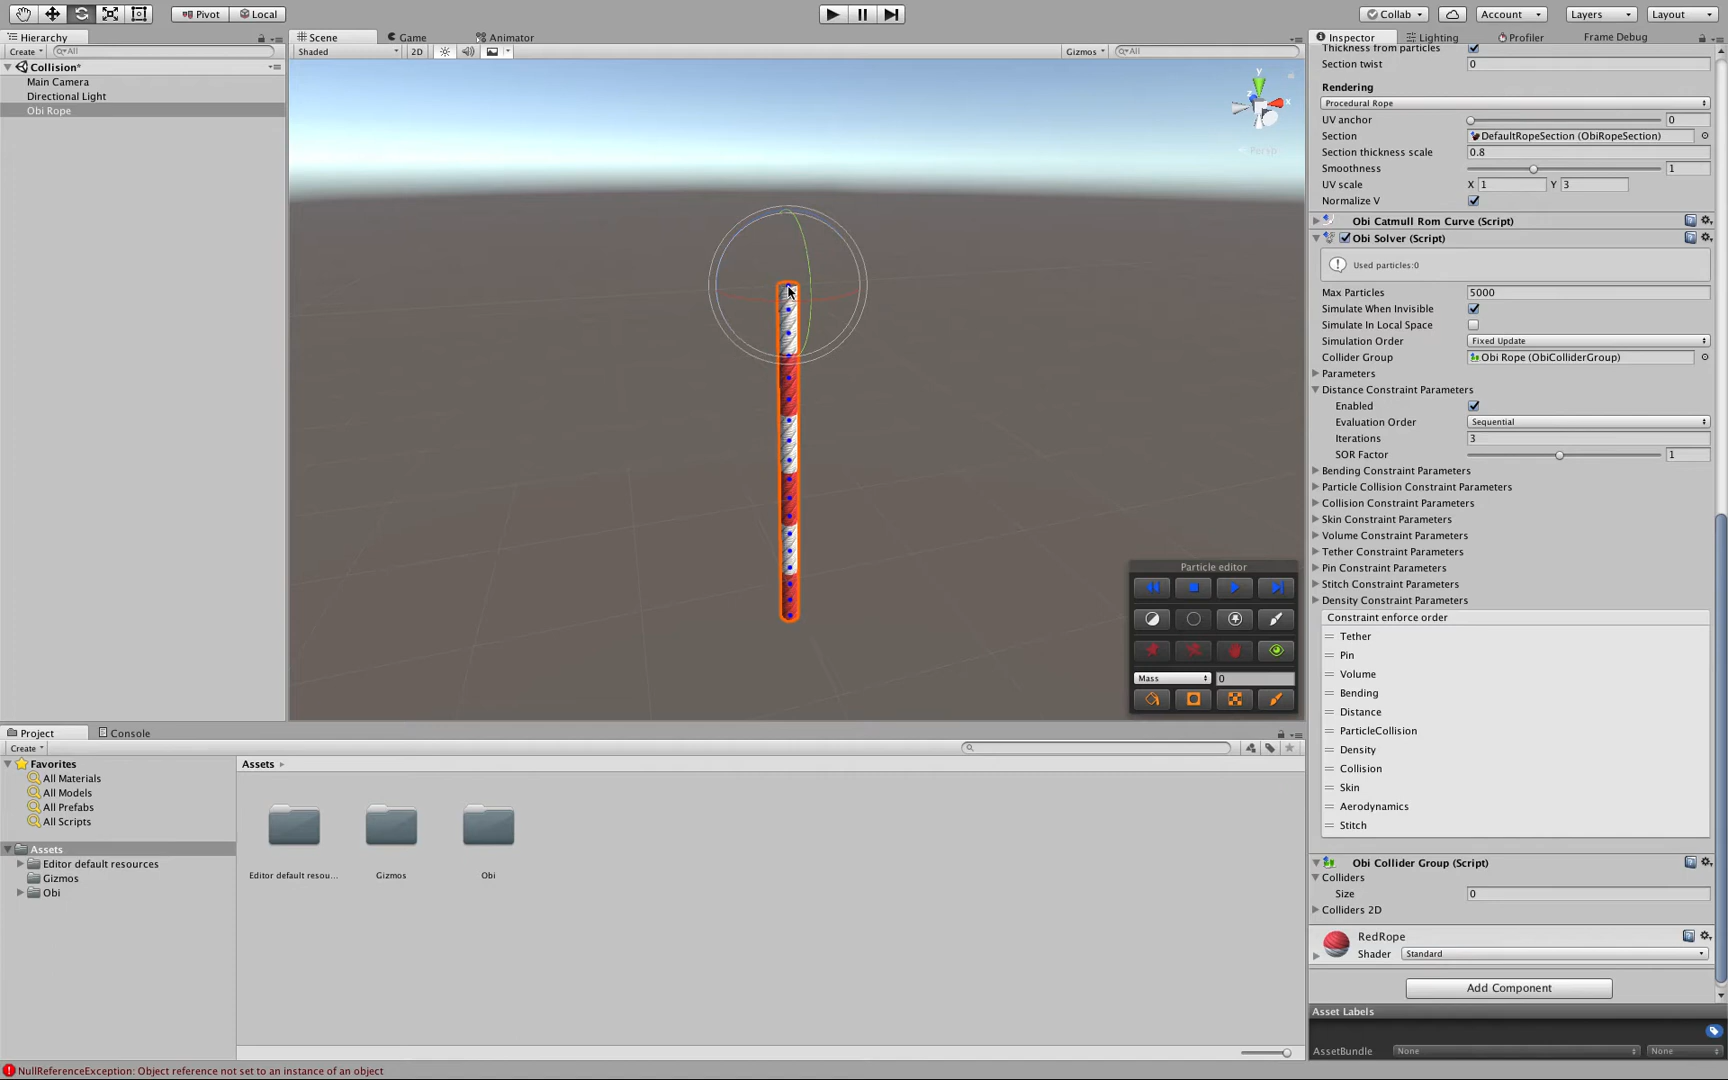 Pivot Local Collab Account Layers Layout
Hierarchy Scene Game Animator Inspector Lighting Profiler Frame Debug
Create All Shaded 2D Gizmos All
Collision*
Main Camera
Directional Light
Obi Rope
y
x
Persp
Thickness from particles
Section twist 0
Rendering
Procedural Rope
UV anchor 0
Section DefaultRopeSection (ObiRopeSection)
Section thickness scale 0.8
Smoothness 1
UV scale X 1 Y 3
Normalize V
Obi Catmull Rom Curve (Script)
Obi Solver (Script)
Used particles:0
Max Particles 5000
Simulate When Invisible
Simulate In Local Space
Simulation Order Fixed Update
Collider Group Obi Rope (ObiColliderGroup)
Parameters
Distance Constraint Parameters
Enabled
Evaluation Order Sequential
Iterations 3
SOR Factor 1
Bending Constraint Parameters
Particle Collision Constraint Parameters
Collision Constraint Parameters
Skin Constraint Parameters
Volume Constraint Parameters
Tether Constraint Parameters
Pin Constraint Parameters
Stitch Constraint Parameters
Density Constraint Parameters
Constraint enforce order
Tether
Pin
Volume
Bending
Distance
ParticleCollision
Density
Collision
Skin
Aerodynamics
Stitch
Obi Collider Group (Script)
Colliders
Size 0
Colliders 2D
RedRope
Shader Standard
Add Component
Asset Labels
AssetBundle None None
Particle editor
Mass 0
Project Console
Create
Favorites
All Materials
All Models
All Prefabs
All Scripts
Assets
Editor default resources
Gizmos
Obi
Assets
Editor default resou... Gizmos Obi
NullReferenceException: Object reference not set to an instance of an object